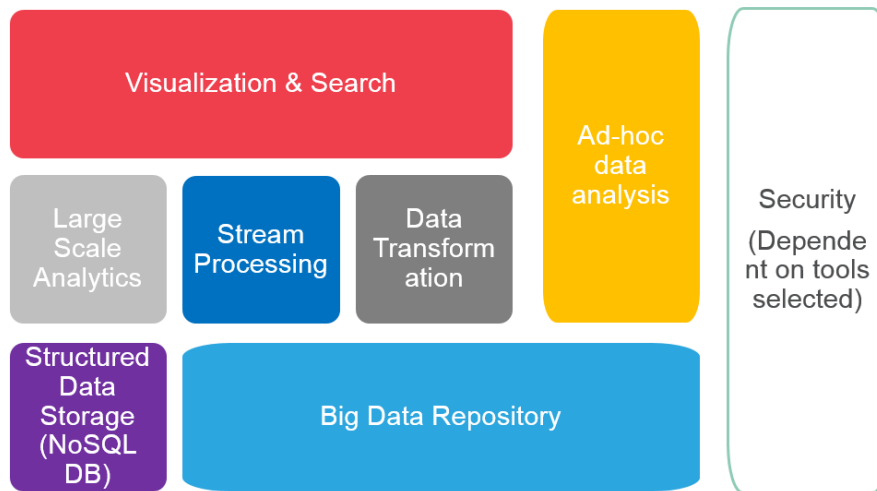 Visualization & Search
Ad-hoc
data
analysis
Large
Scale
Analytics
Stream
Processing
Data
Transform
ation
Security
(Depende
nt on tools
selected)
Structured
Data
Storage
(NoSQL
DB)
Big Data Repository